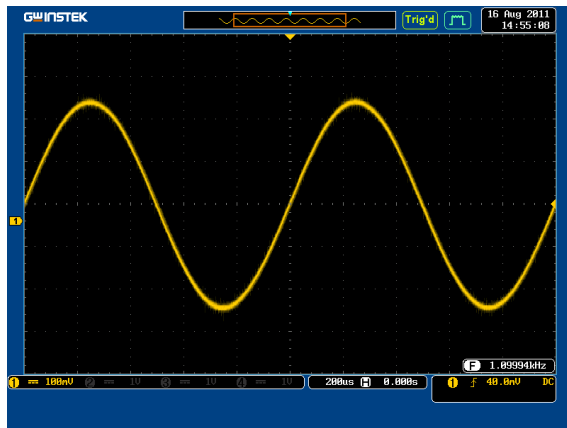 GWINSTEK
Trig'd
16 Aug 2011
14:55:08
1
F 1.09994kHz
1 100mV 2 1V 3 1V 4 1V
200us H 0.000s
1 40.0mV DC